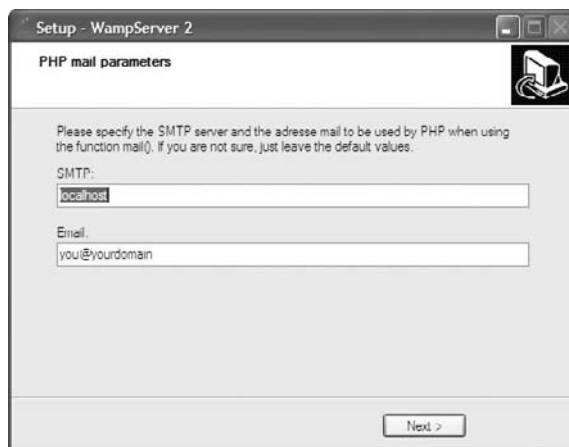 Setup - WampServer 2
PHP mail parameters
Please specify the SMTP server and the adresse mail to be used by PHP when using
the function mail(). If you are not sure, just leave the default values.
SMTP:
localhost
Email:
you@yourdomain
Next >